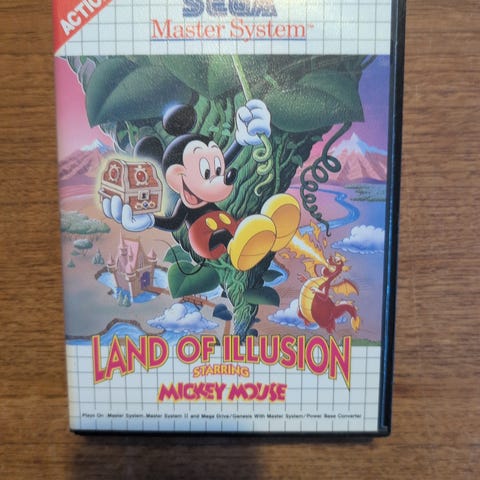 ACTION
SEGA
Master System™
LAND OF ILLUSION
STARRING
MICKEY MOUSE
Plays On :Master System, Master System II and Mega Drive/Genesis With Master System/Power Base Converter